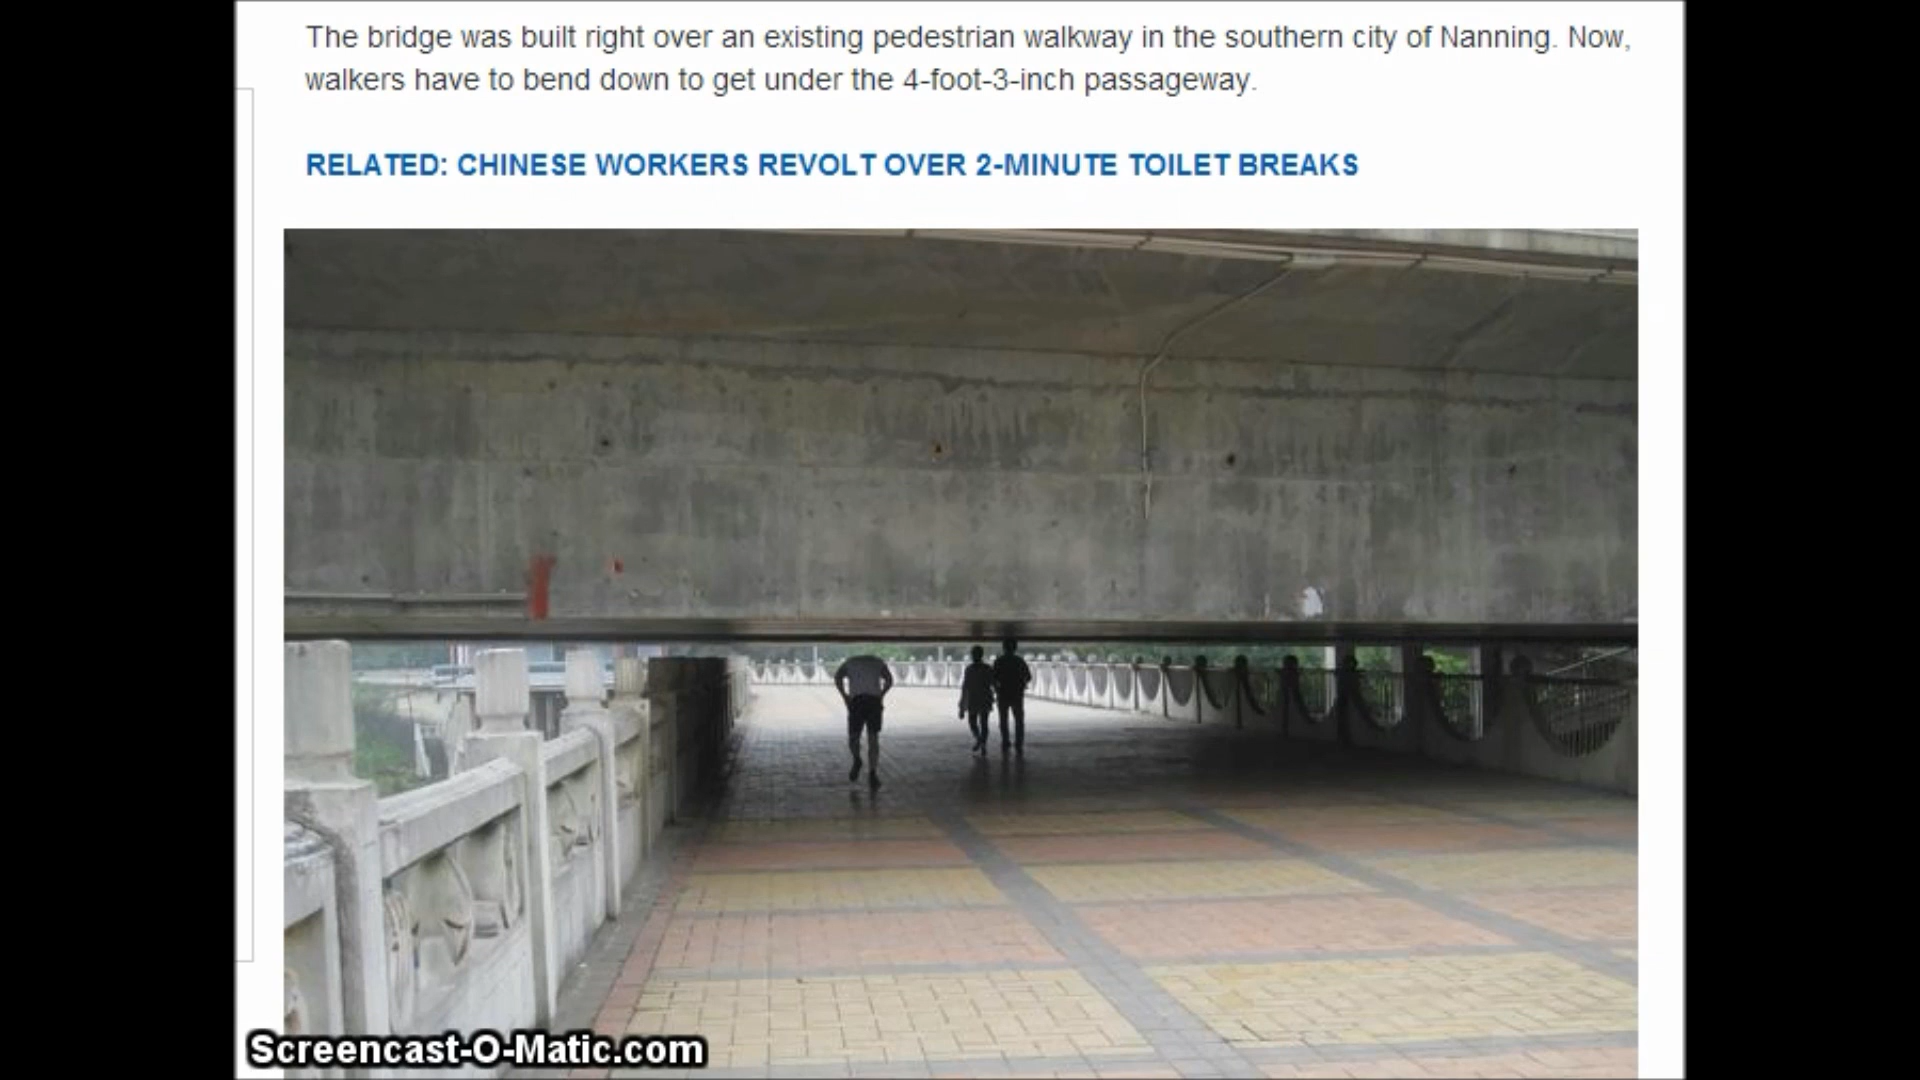 The bridge was built right over an existing pedestrian walkway in the southern city of Nanning. Now,
walkers have to bend down to get under the 4-foot-3-inch passageway.
RELATED: CHINESE WORKERS REVOLT OVER 2-MINUTE TOILET BREAKS
Screencast-O-Matic.com